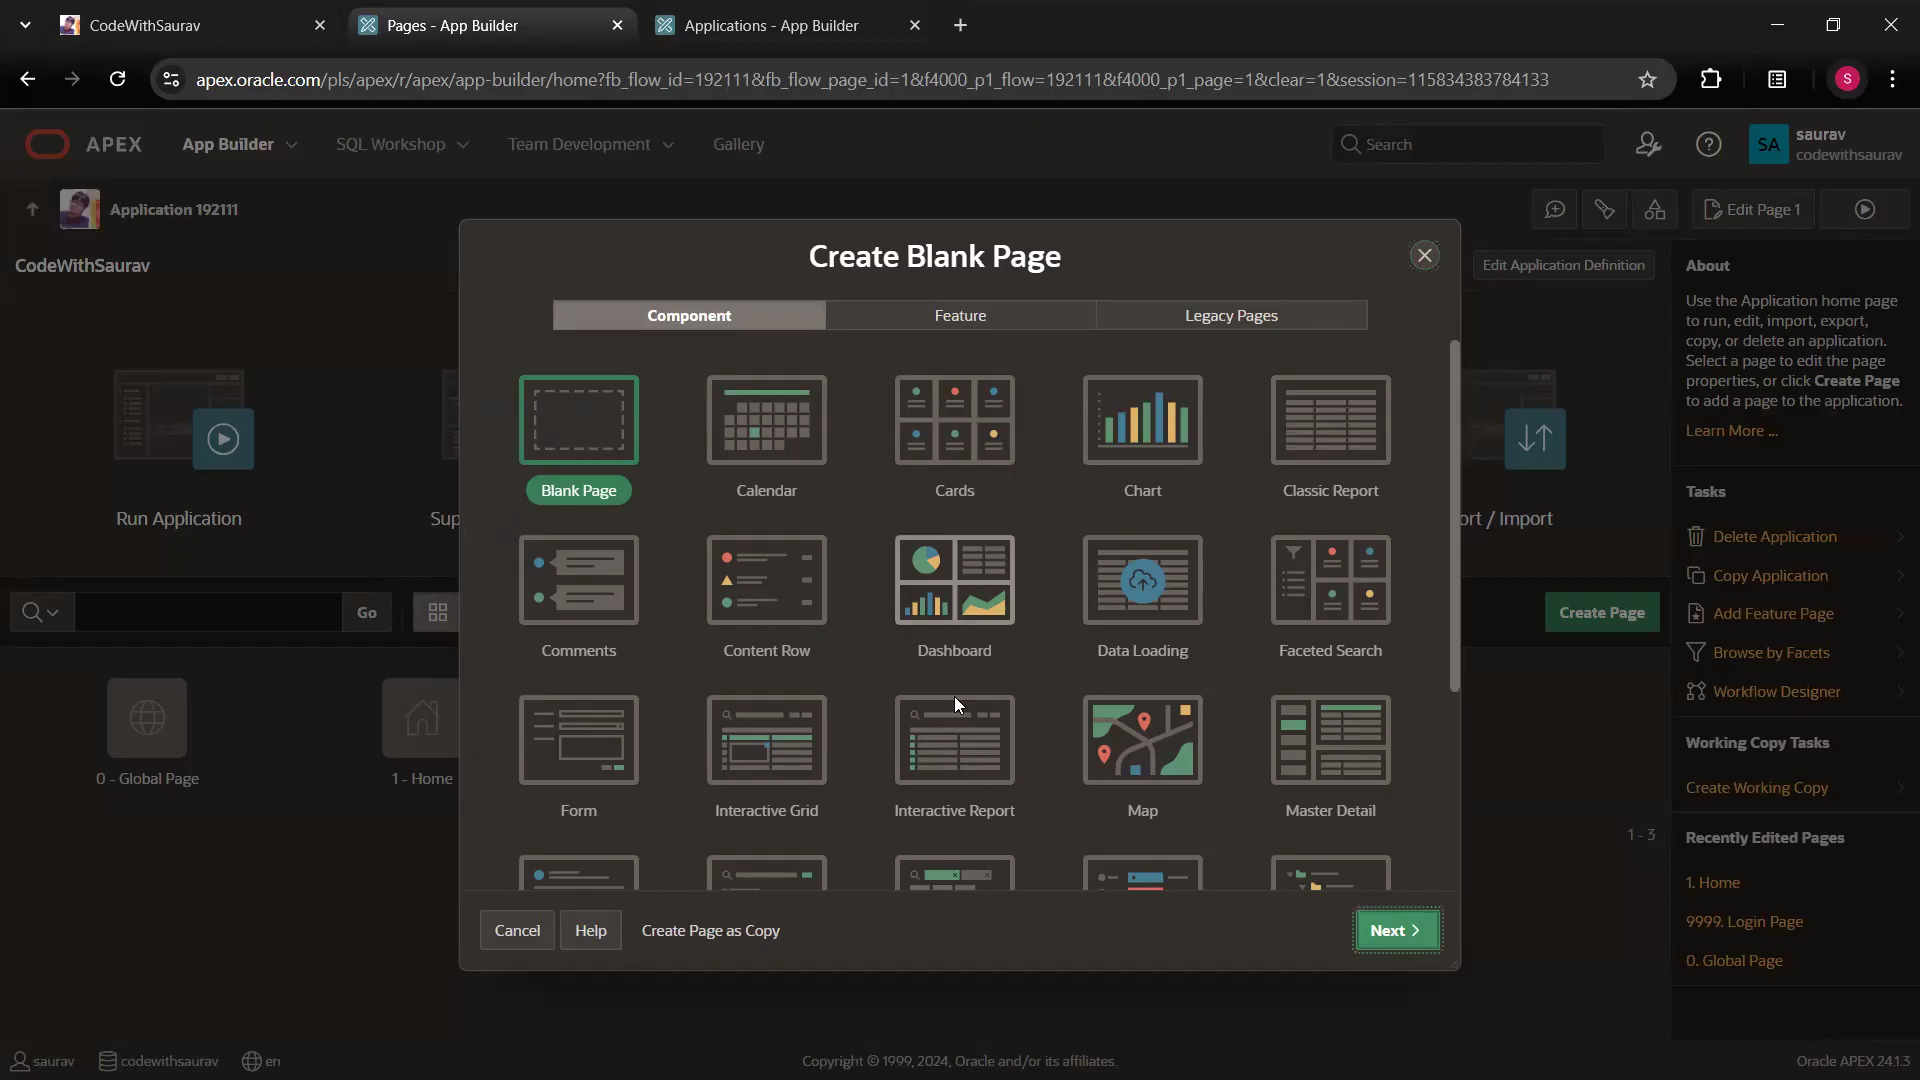 CodeWithSaurav
Pages - App Builder
Applications - App Builder
apex.oracle.com/pls/apex/r/apex/app-builder/home?fb_flow_id=192111&fb_flow_page_id=1&f4000_p1_flow=192111&f4000_p1_page=1&clear=1&session=115834383784133
S
APEX
App Builder
SQL Workshop
Team Development
Gallery
Search
SA
saurav
codewithsaurav
Application 192111
Edit Page 1
CodeWithSaurav
Edit Application Definition
Run Application
Sup
ort / Import
Go
Create Page
0 - Global Page
1 - Home
1 - 3
Create Blank Page
Component
Feature
Legacy Pages
Blank Page
Calendar
Cards
Chart
Classic Report
Comments
Content Row
Dashboard
Data Loading
Faceted Search
Form
Interactive Grid
Interactive Report
Map
Master Detail
Cancel
Help
Create Page as Copy
Next
About
Use the Application home page
to run, edit, import, export,
copy, or delete an application.
Select a page to edit the page
properties, or click Create Page
to add a page to the application.
Learn More ...
Tasks
Delete Application
Copy Application
Add Feature Page
Browse by Facets
Workflow Designer
Working Copy Tasks
Create Working Copy
Recently Edited Pages
1. Home
9999. Login Page
0. Global Page
saurav
codewithsaurav
en
Copyright © 1999, 2024, Oracle and/or its affiliates.
Oracle APEX 24.1.3